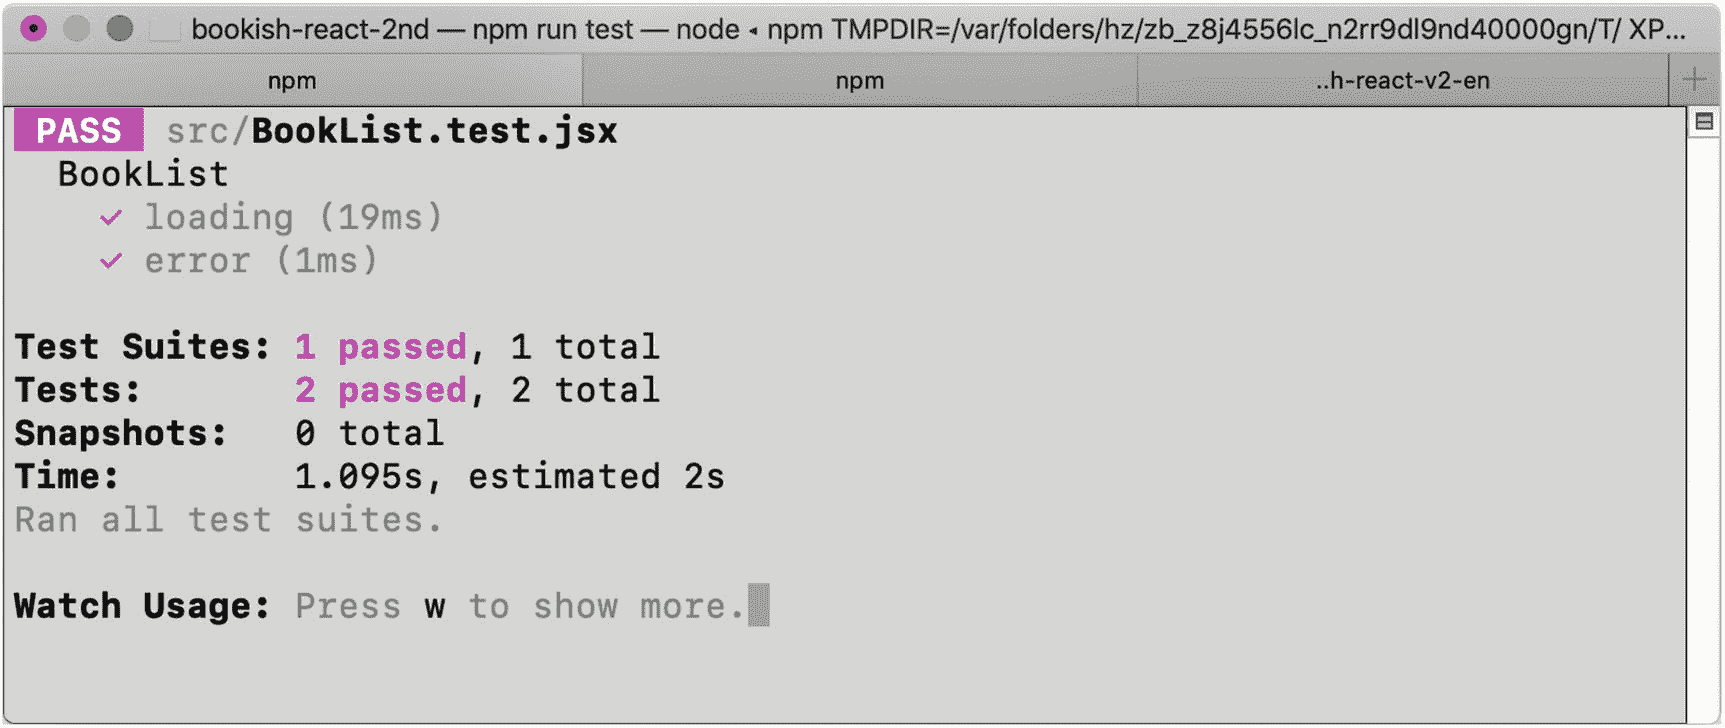 bookish-react-2nd — npm run test — node ◂ npm TMPDIR=/var/folders/hz/zb_z8j4556lc_n2rr9dl9nd40000gn/T/ XP...
npm npm ..h-react-v2-en
PASS src/BookList.test.jsx
BookList
✓ loading (19ms)
✓ error (1ms)
Test Suites: 1 passed, 1 total
Tests: 2 passed, 2 total
Snapshots: 0 total
Time: 1.095s, estimated 2s
Ran all test suites.
Watch Usage: Press w to show more.